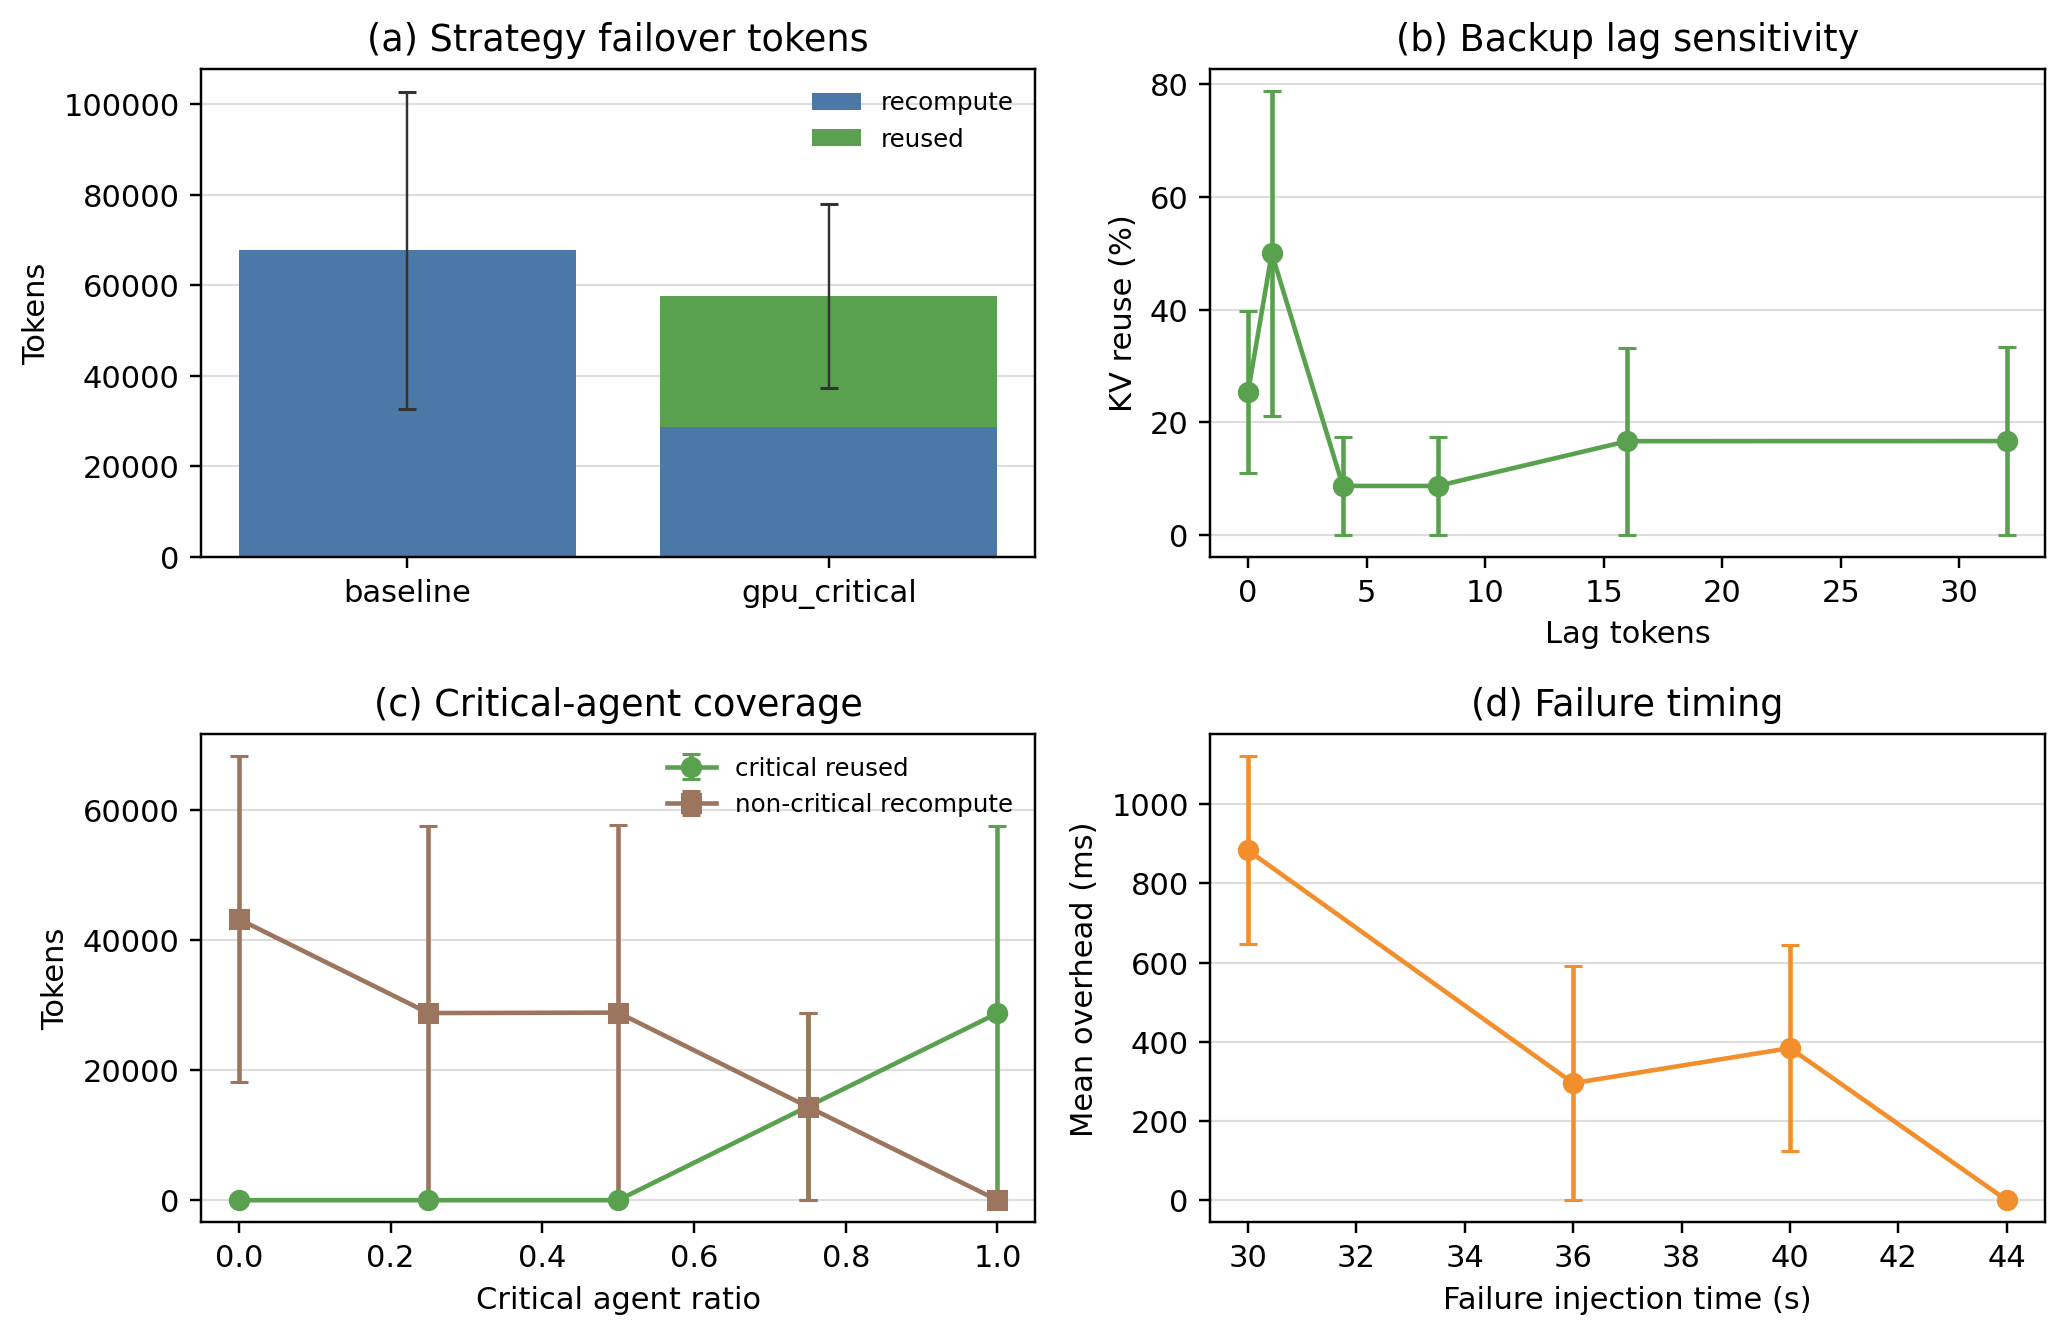 (a) Strategy failover tokens
100000
80000
60000
40000
20000
0
Tokens
recompute
reused
baseline
gpu_critical
(b) Backup lag sensitivity
80
60
40
20
0
KV reuse (%)
0 5 10 15 20 25 30
Lag tokens
(c) Critical-agent coverage
60000
40000
20000
0
Tokens
critical reused
non-critical recompute
0.0 0.2 0.4 0.6 0.8 1.0
Critical agent ratio
(d) Failure timing
1000
800
600
400
200
0
Mean overhead (ms)
30 32 34 36 38 40 42 44
Failure injection time (s)